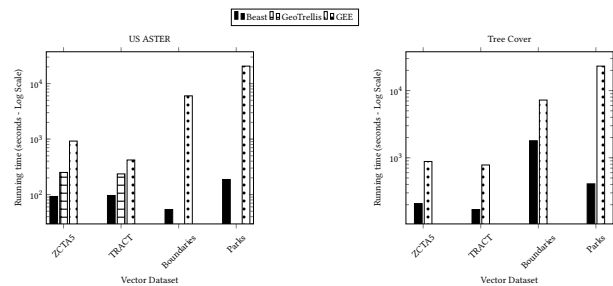 Beast GeoTrellis GEE
US ASTER
Running time (seconds - Log Scale)
10^4
10^3
10^2
ZCTA5
TRACT
Boundaries
Parks
Vector Dataset
Tree Cover
Running time (seconds - Log Scale)
10^4
10^3
ZCTA5
TRACT
Boundaries
Parks
Vector Dataset